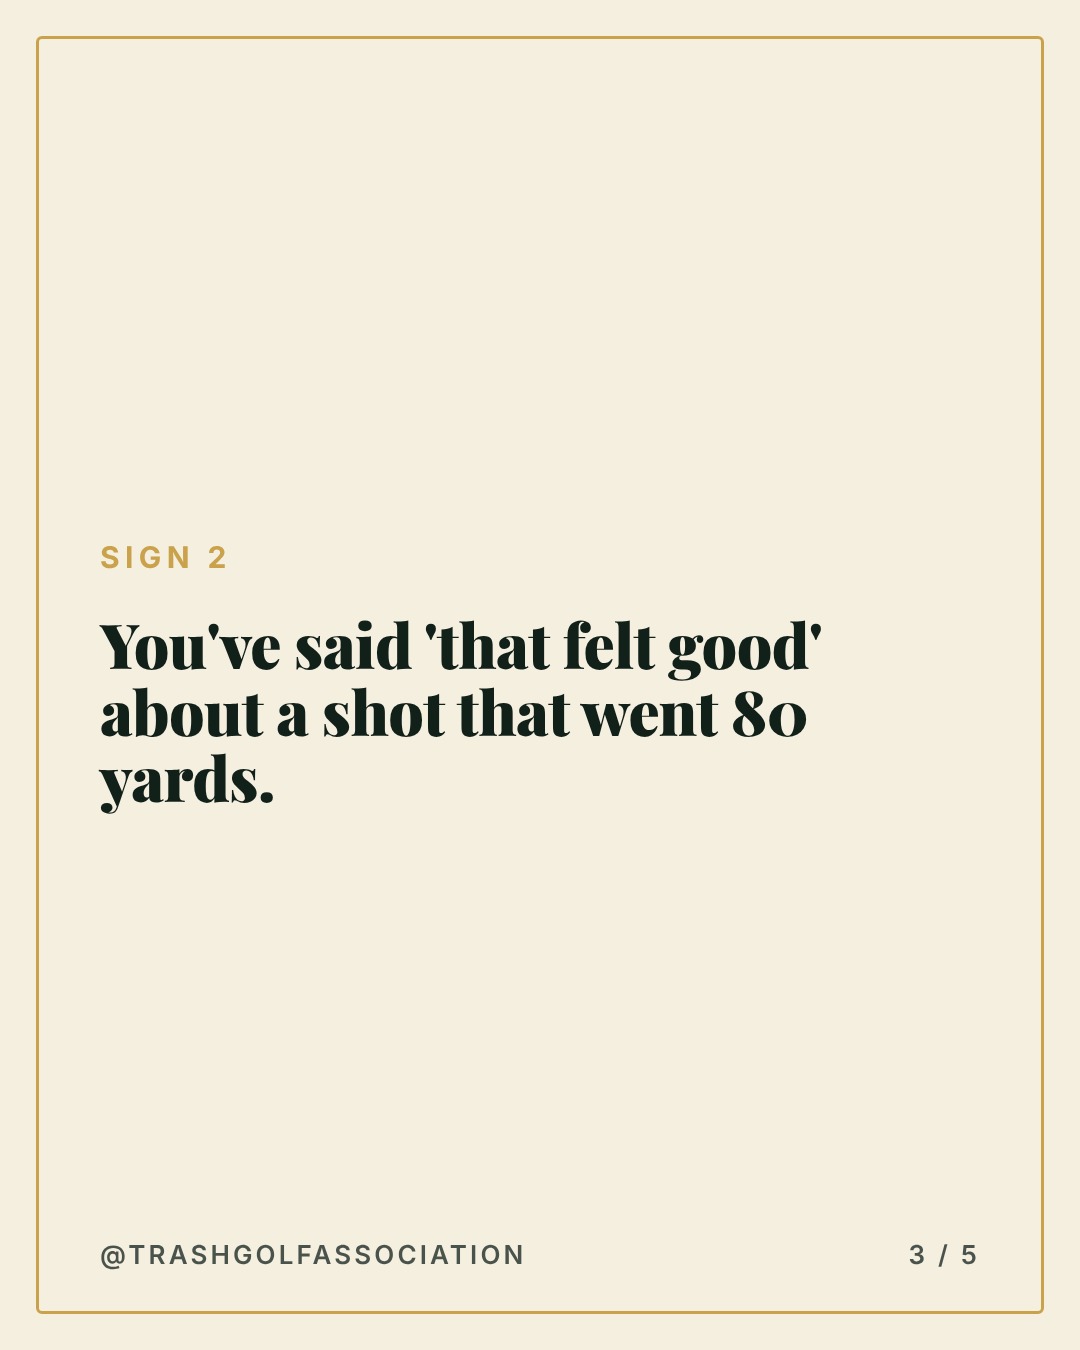 SIGN 2
You've said 'that felt good'
about a shot that went 80
yards.
@TRASHGOLFASSOCIATION
3 / 5